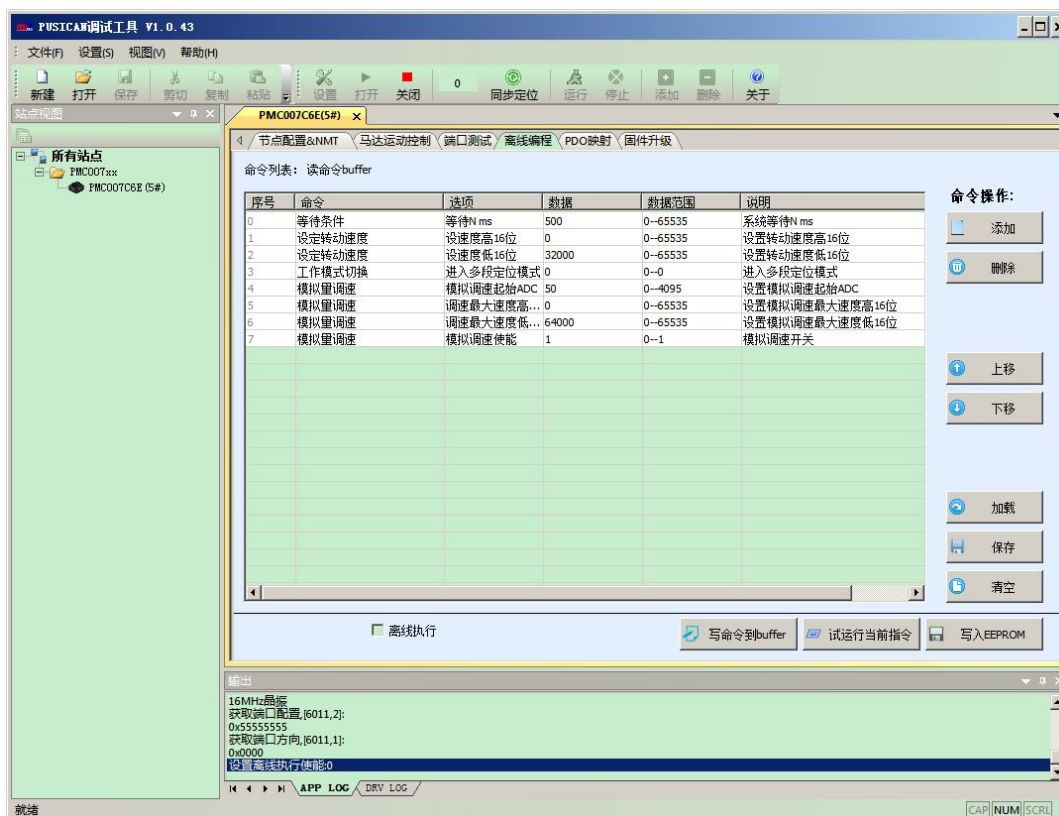 PUSICAN调试工具 V1.0.43
文件(F) 设置(S) 视图(V) 帮助(H)
新建 打开 保存 剪切 复制 粘贴 设置 打开 关闭 0 同步定位 运行 停止 添加 删除 关于
站点视图
所有站点
PMC007xx
PMC007C6E (5#)
PMC007C6E(5#) x
节点配置&NMT 马达运动控制 端口测试 离线编程 PDO映射 固件升级
命令列表： 读命令buffer
序号 命令 选项 数据 数据范围 说明
0 等待条件 等待N ms 500 0--65535 系统等待N ms
1 设定转动速度 设速度高16位 0 0--65535 设置转动速度高16位
2 设定转动速度 设速度低16位 32000 0--65535 设置转动速度低16位
3 工作模式切换 进入多段定位模式 0 0--0 进入多段定位模式
4 模拟量调速 模拟调速起始ADC 50 0--4095 设置模拟调速起始ADC
5 模拟量调速 调速最大速度高... 0 0--65535 设置模拟调速最大速度高16位
6 模拟量调速 调速最大速度低... 64000 0--65535 设置模拟调速最大速度低16位
7 模拟量调速 模拟调速使能 1 0--1 模拟调速开关
命令操作:
添加
删除
上移
下移
加载
保存
清空
离线执行 写命令到buffer 试运行当前指令 写入EEPROM
输出
16MHz晶振
获取端口配置,[6011,2]:
0x55555555
获取端口方向,[6011,1]:
0x0000
设置离线执行使能:0
APP LOG DRV LOG
就绪 CAP NUM SCRL